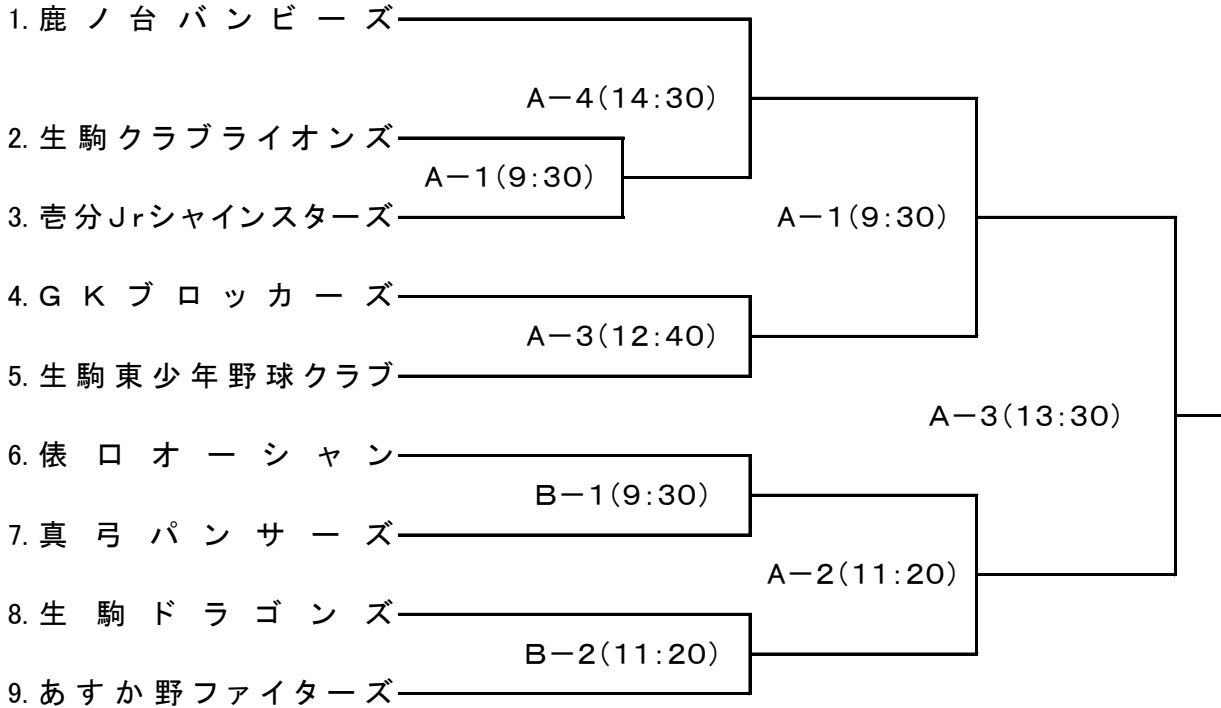 1.鹿ノ台バンビーズ
A－4(14:30)
2.生駒クラブライオンズ
A－1(9:30)
3.壱分Jrシャインスターズ
A－1(9:30)
4.GKブロッカーズ
A－3(12:40)
5.生駒東少年野球クラブ
A－3(13:30)
6.俵口オーシャン
B－1(9:30)
7.真弓パンサーズ
A－2(11:20)
8.生駒ドラゴンズ
B－2(11:20)
9.あすか野ファイターズ